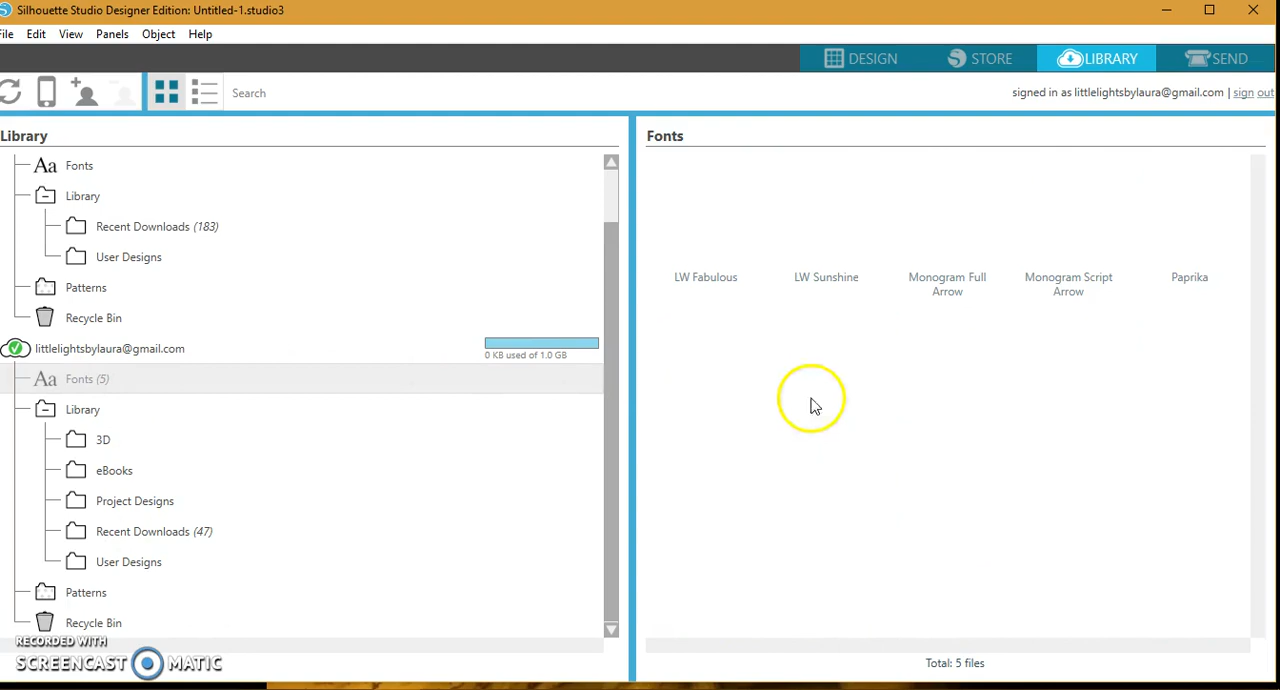 Silhouette Studio Designer Edition: Untitled-1.studio3
File Edit View Panels Object Help
DESIGN STORE LIBRARY SEND
Search
signed in as littlelightsbylaura@gmail.com | sign out
Library
Aa Fonts
Library
Recent Downloads (183)
User Designs
Patterns
Recycle Bin
littlelightsbylaura@gmail.com
0 KB used of 1.0 GB
Aa Fonts (5)
Library
3D
eBooks
Project Designs
Recent Downloads (47)
User Designs
Patterns
Recycle Bin
RECORDED WITH
SCREENCAST MATIC
Fonts
LW Fabulous
LW Sunshine
Monogram Full
Arrow
Monogram Script
Arrow
Paprika
Total: 5 files